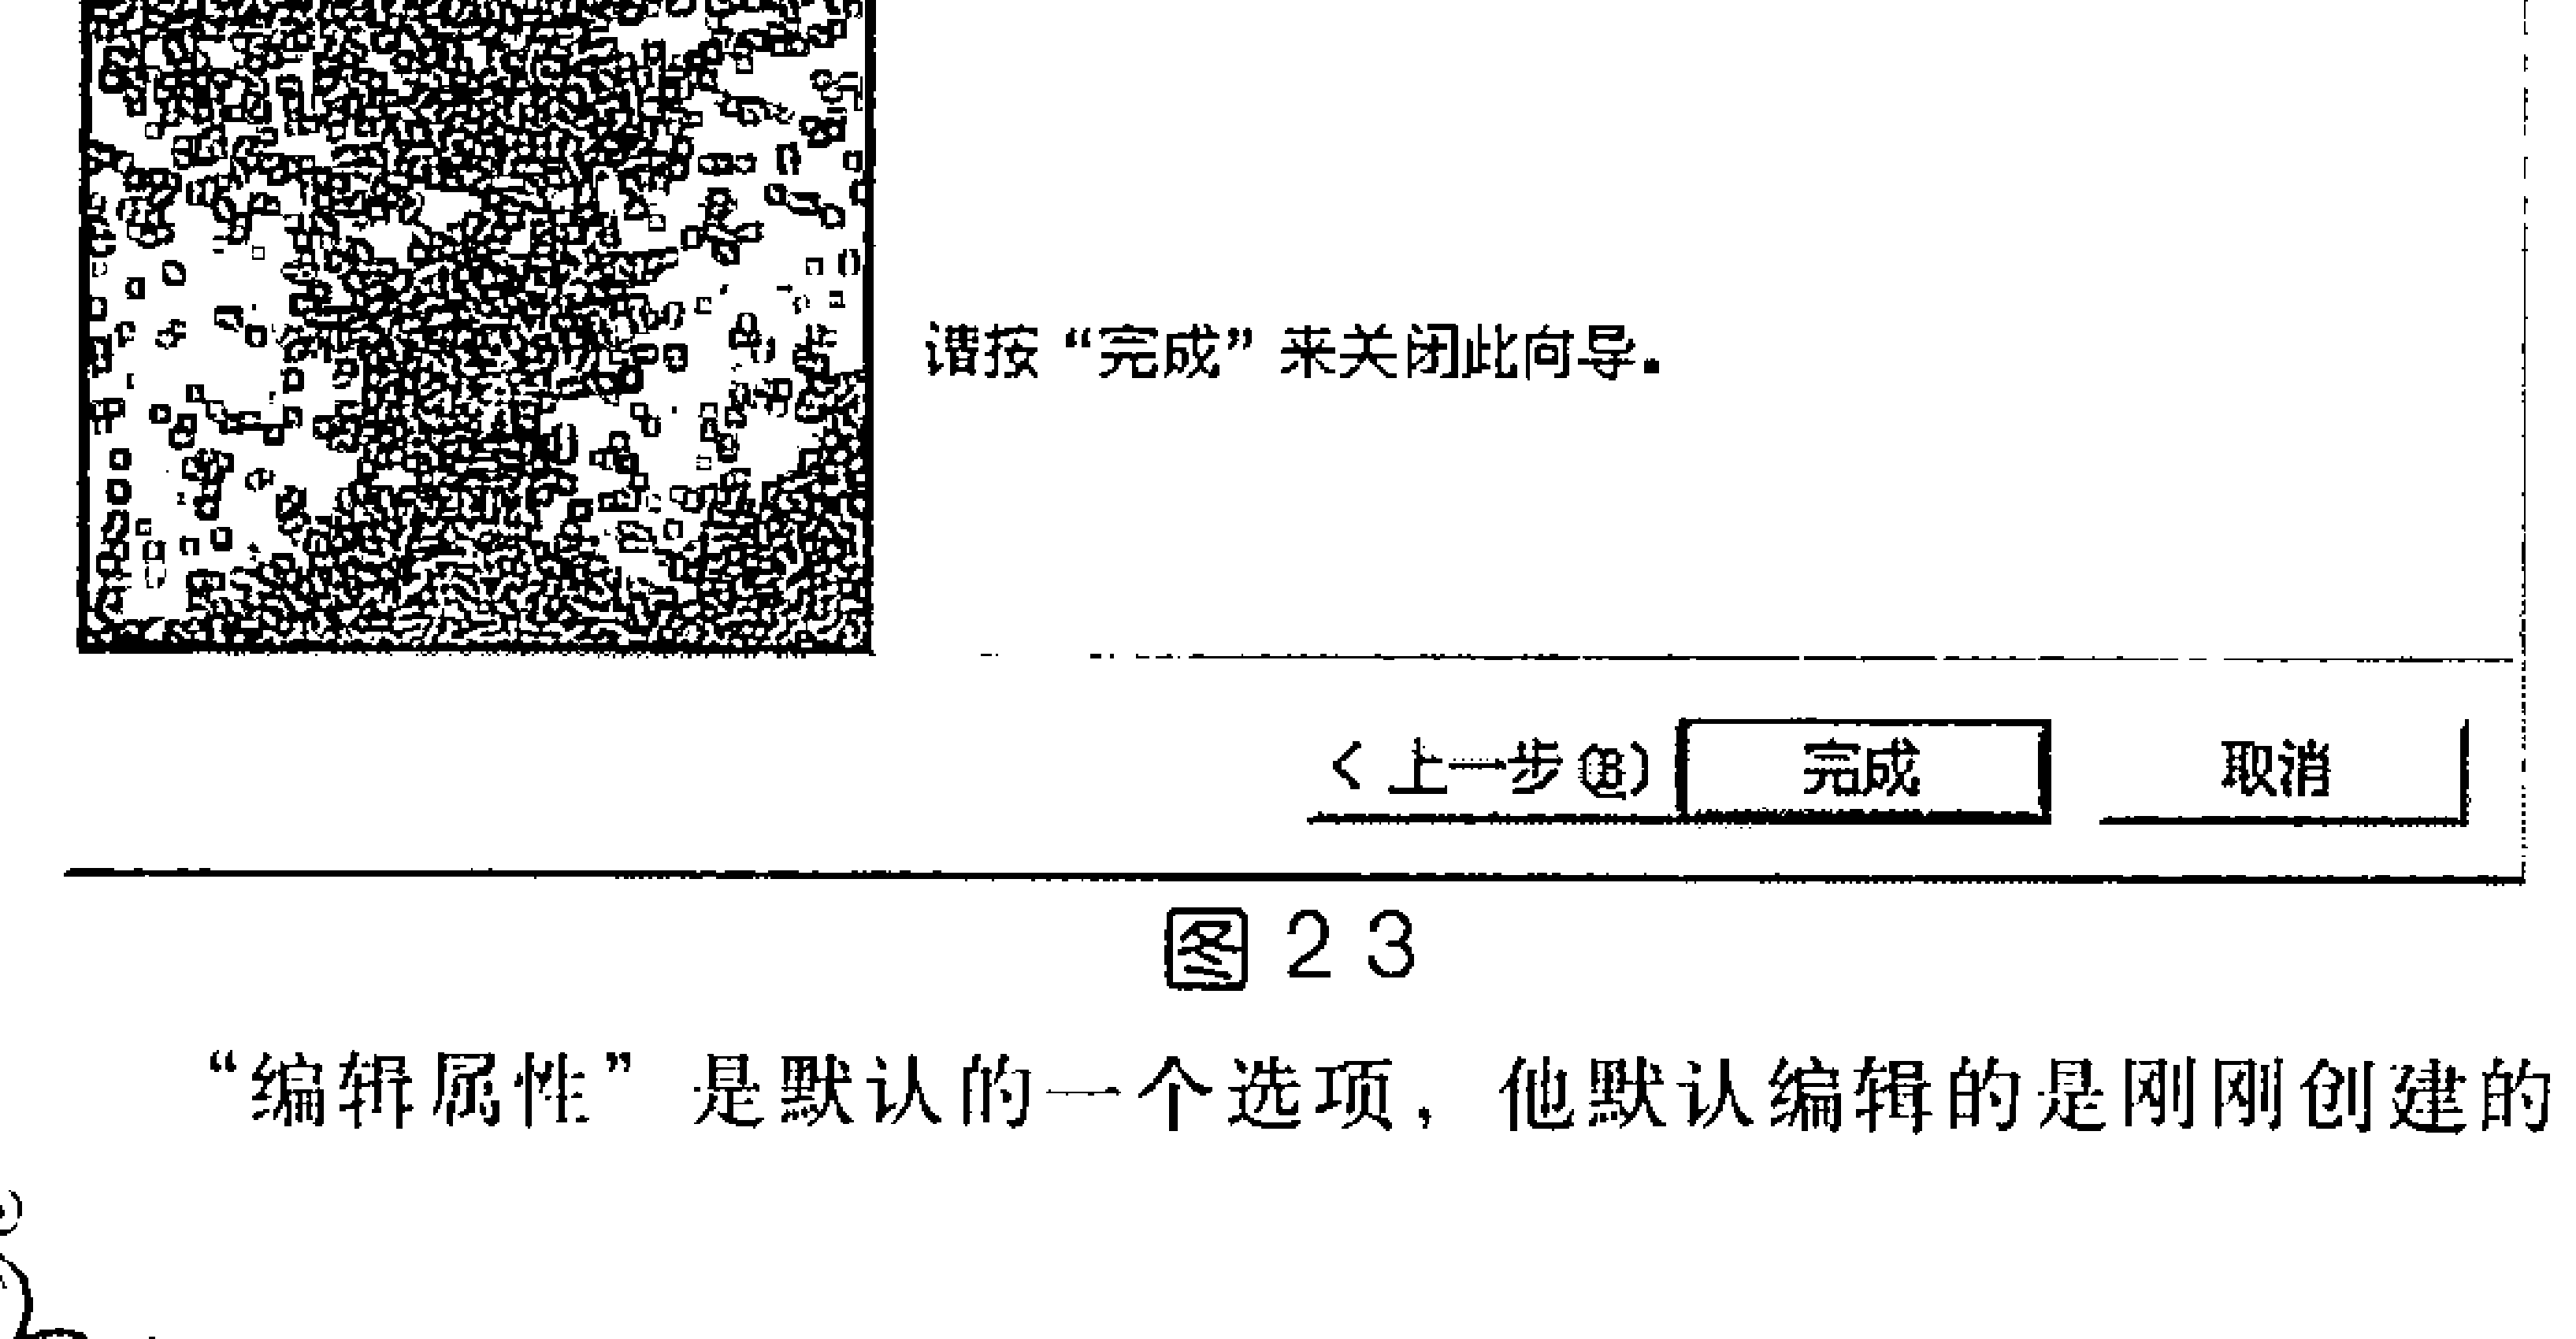 请按“完成”来关闭此向导。
< 上一步(B) 完成 取消
图 23
“编辑属性”是默认的一个选项，他默认编辑的是刚刚创建的